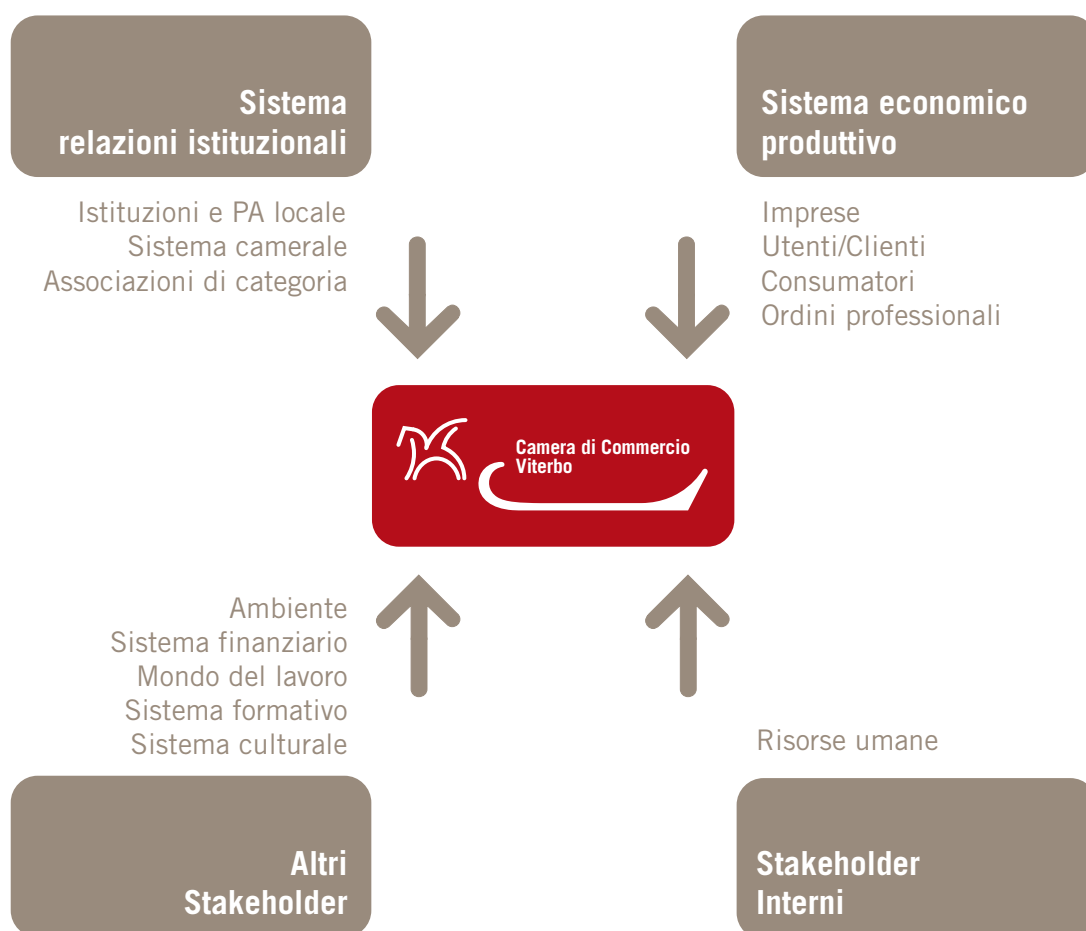 Sistema
relazioni istituzionali
Istituzioni e PA locale
Sistema camerale
Associazioni di categoria
Sistema economico
produttivo
Imprese
Utenti/Clienti
Consumatori
Ordini professionali
Camera di Commercio
Viterbo
Ambiente
Sistema finanziario
Mondo del lavoro
Sistema formativo
Sistema culturale
Altri
Stakeholder
Risorse umane
Stakeholder
Interni